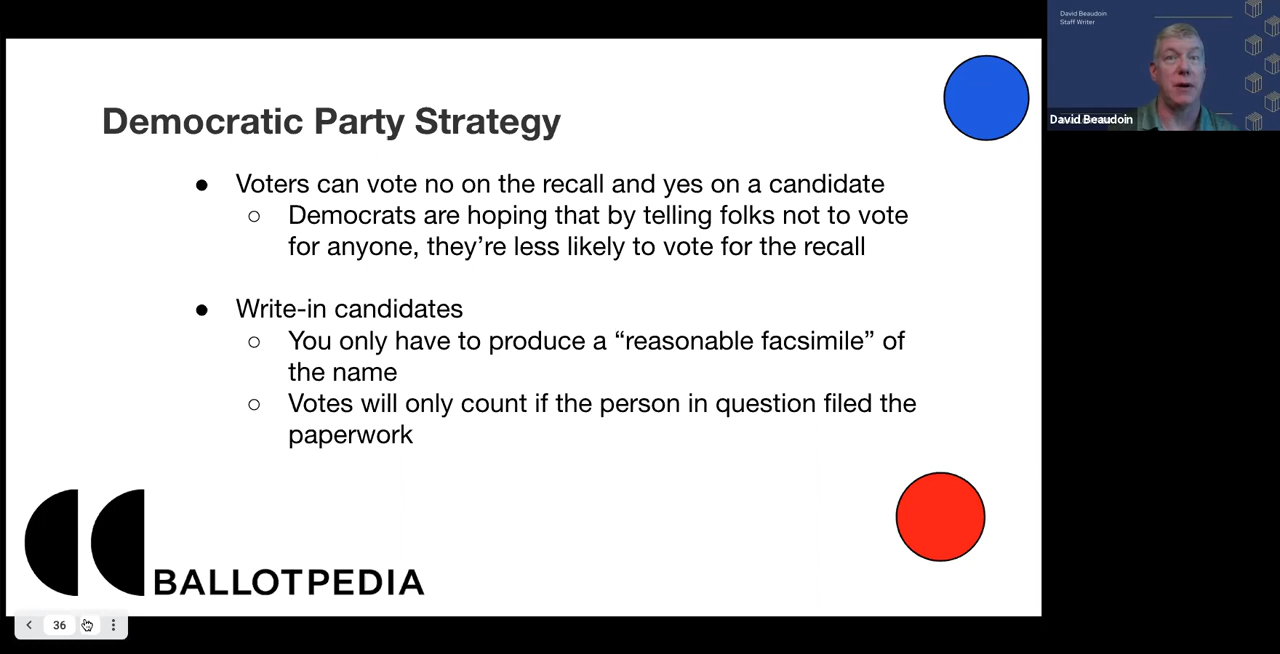 David Beaudoin
Staff Writer
David Beaudoin
Democratic Party Strategy
● Voters can vote no on the recall and yes on a candidate
○ Democrats are hoping that by telling folks not to vote
for anyone, they’re less likely to vote for the recall
● Write-in candidates
○ You only have to produce a “reasonable facsimile” of
the name
○ Votes will only count if the person in question filed the
paperwork
BALLOTPEDIA
36